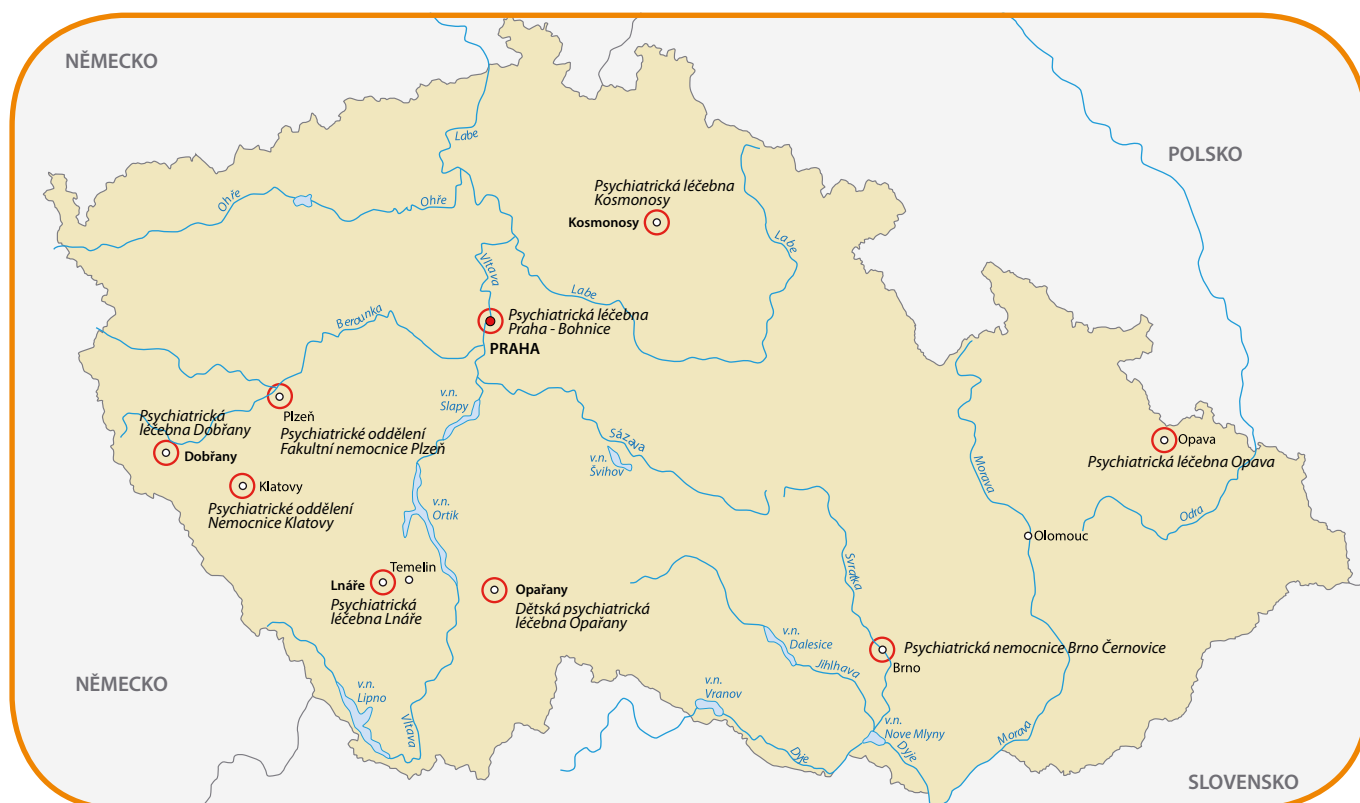 NĚMECKO
POLSKO
Labe
Ohře
Ohře
Psychiatrická léčebna
Kosmonosy
Kosmonosy
Labe
Vltava
Labe
Psychiatrická léčebna
Praha - Bohnice
PRAHA
Berounka
v.n.
Slapy
Plzeň
Psychiatrické oddělení
Fakultní nemocnice Plzeň
Psychiatrická
léčebna Dobřany
Dobřany
Klatovy
Psychiatrické oddělení
Nemocnice Klatovy
Sázava
v.n.
Švihov
v.n.
Ortik
Morava
Opava
Psychiatrická léčebna Opava
Odra
Olomouc
Temelin
Lnáře
Psychiatrická
léčebna Lnáře
Opařany
Dětská psychiatrická
léčebna Opařany
Svratka
v.n.
Dalesice
Jihlhava
Psychiatrická nemocnice Brno Černovice
Brno
NĚMECKO
v.n.
Lipno
Vltava
v.n.
Vranov
Dyje
v.n.
Nove Mlyny
Dyje
Morava
SLOVENSKO